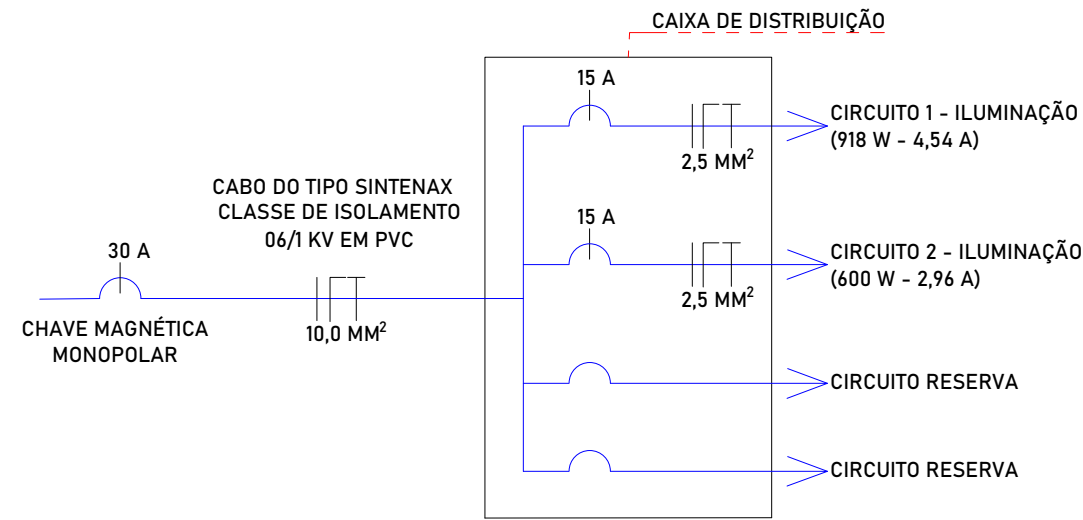 CAIXA DE DISTRIBUIÇÃO
15 A
CIRCUITO 1 - ILUMINAÇÃO
(918 W - 4,54 A)
2,5 MM²
CABO DO TIPO SINTENAX
CLASSE DE ISOLAMENTO
06/1 KV EM PVC
15 A
CIRCUITO 2 - ILUMINAÇÃO
(600 W - 2,96 A)
2,5 MM²
30 A
CHAVE MAGNÉTICA
MONOPOLAR
10,0 MM²
CIRCUITO RESERVA
CIRCUITO RESERVA